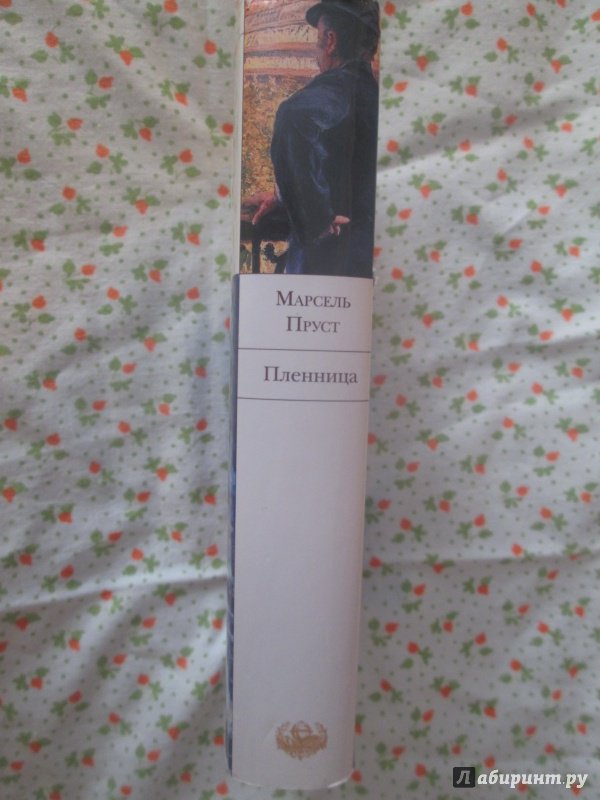 Марсель
Пруст
Пленница
Лабиринт.ру